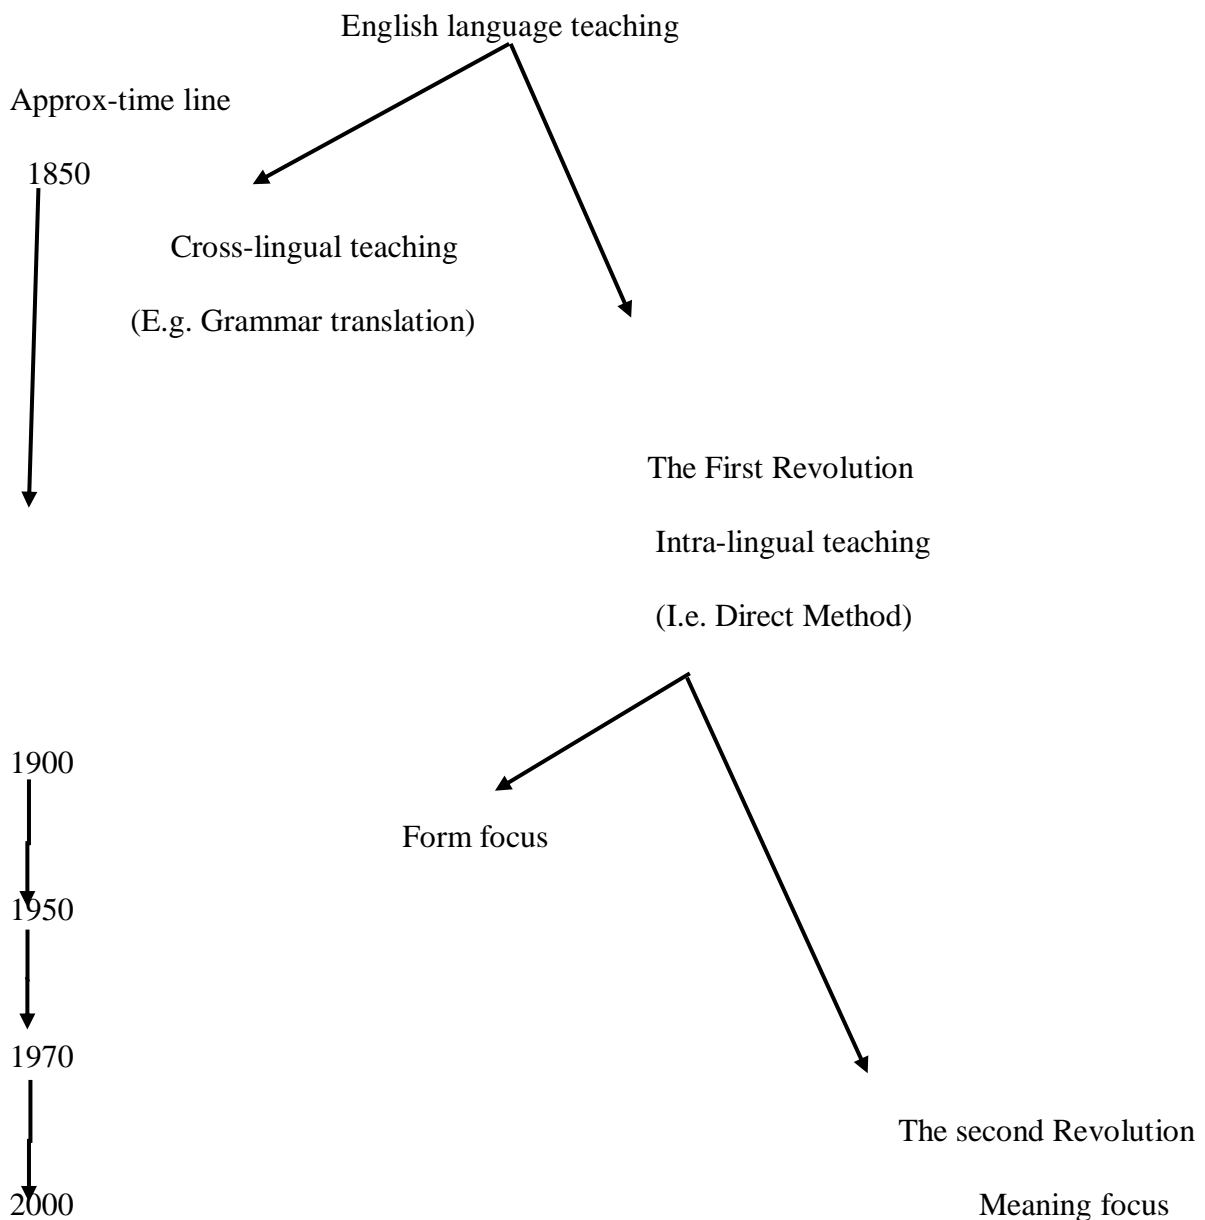 English language teaching
Approx-time line
1850
Cross-lingual teaching
(E.g. Grammar translation)
The First Revolution
Intra-lingual teaching
(I.e. Direct Method)
1900
Form focus
1950
1970
The second Revolution
2000
Meaning focus